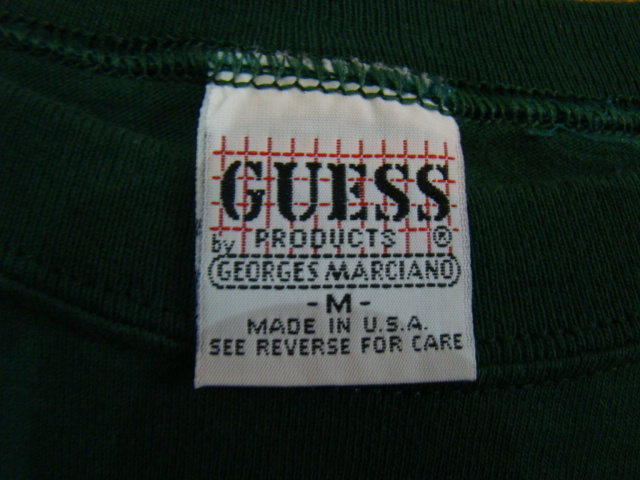 GUESS
by PRODUCTS ®
GEORGES MARCIANO
- M -
MADE IN U.S.A.
SEE REVERSE FOR CARE